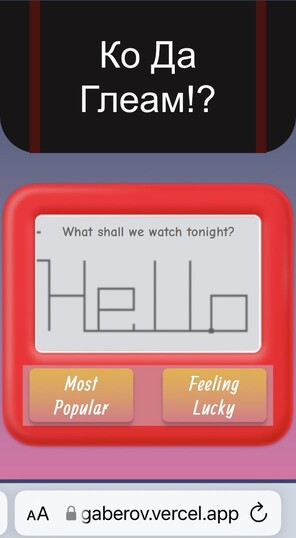 Ко Да
Глеам!?
What shall we watch tonight?
Hello
Most
Popular
Feeling
Lucky
AA gaberov.vercel.app